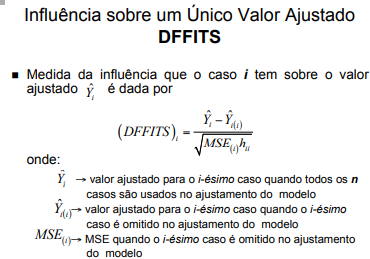 Influência sobre um Único Valor Ajustado
DFFITS
■ Medida da influência que o caso i tem sobre o valor
ajustado Ŷᵢ é dada por
(DFFITS)ᵢ = (Ŷᵢ − Ŷᵢ₍ᵢ₎) / √(MSE₍ᵢ₎hᵢᵢ)
onde:
Ŷᵢ → valor ajustado para o i-ésimo caso quando todos os n
casos são usados no ajustamento do modelo
Ŷᵢ₍ᵢ₎ → valor ajustado para o i-ésimo caso quando o i-ésimo
caso é omitido no ajustamento do modelo
MSE₍ᵢ₎ → MSE quando o i-ésimo caso é omitido no ajustamento
do modelo